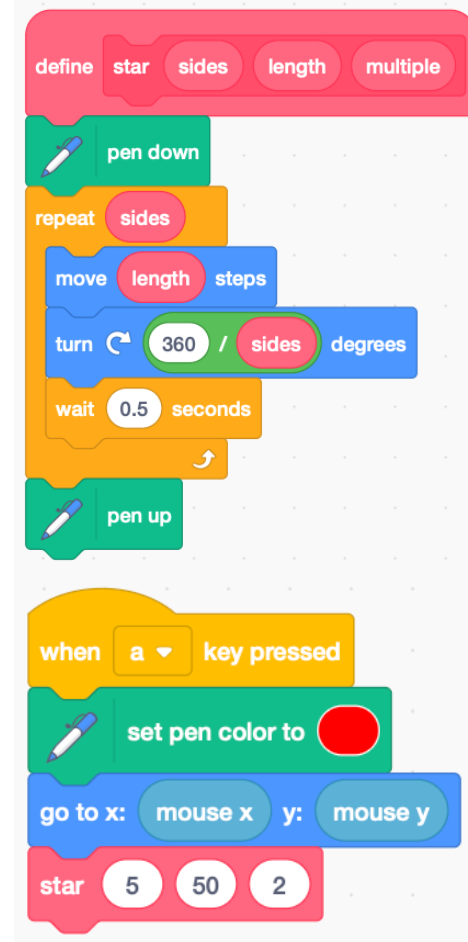 define star sides length multiple
pen down
repeat sides
move length steps
turn 360 / sides degrees
wait 0.5 seconds
pen up
when a key pressed
set pen color to
go to x: mouse x y: mouse y
star 5 50 2